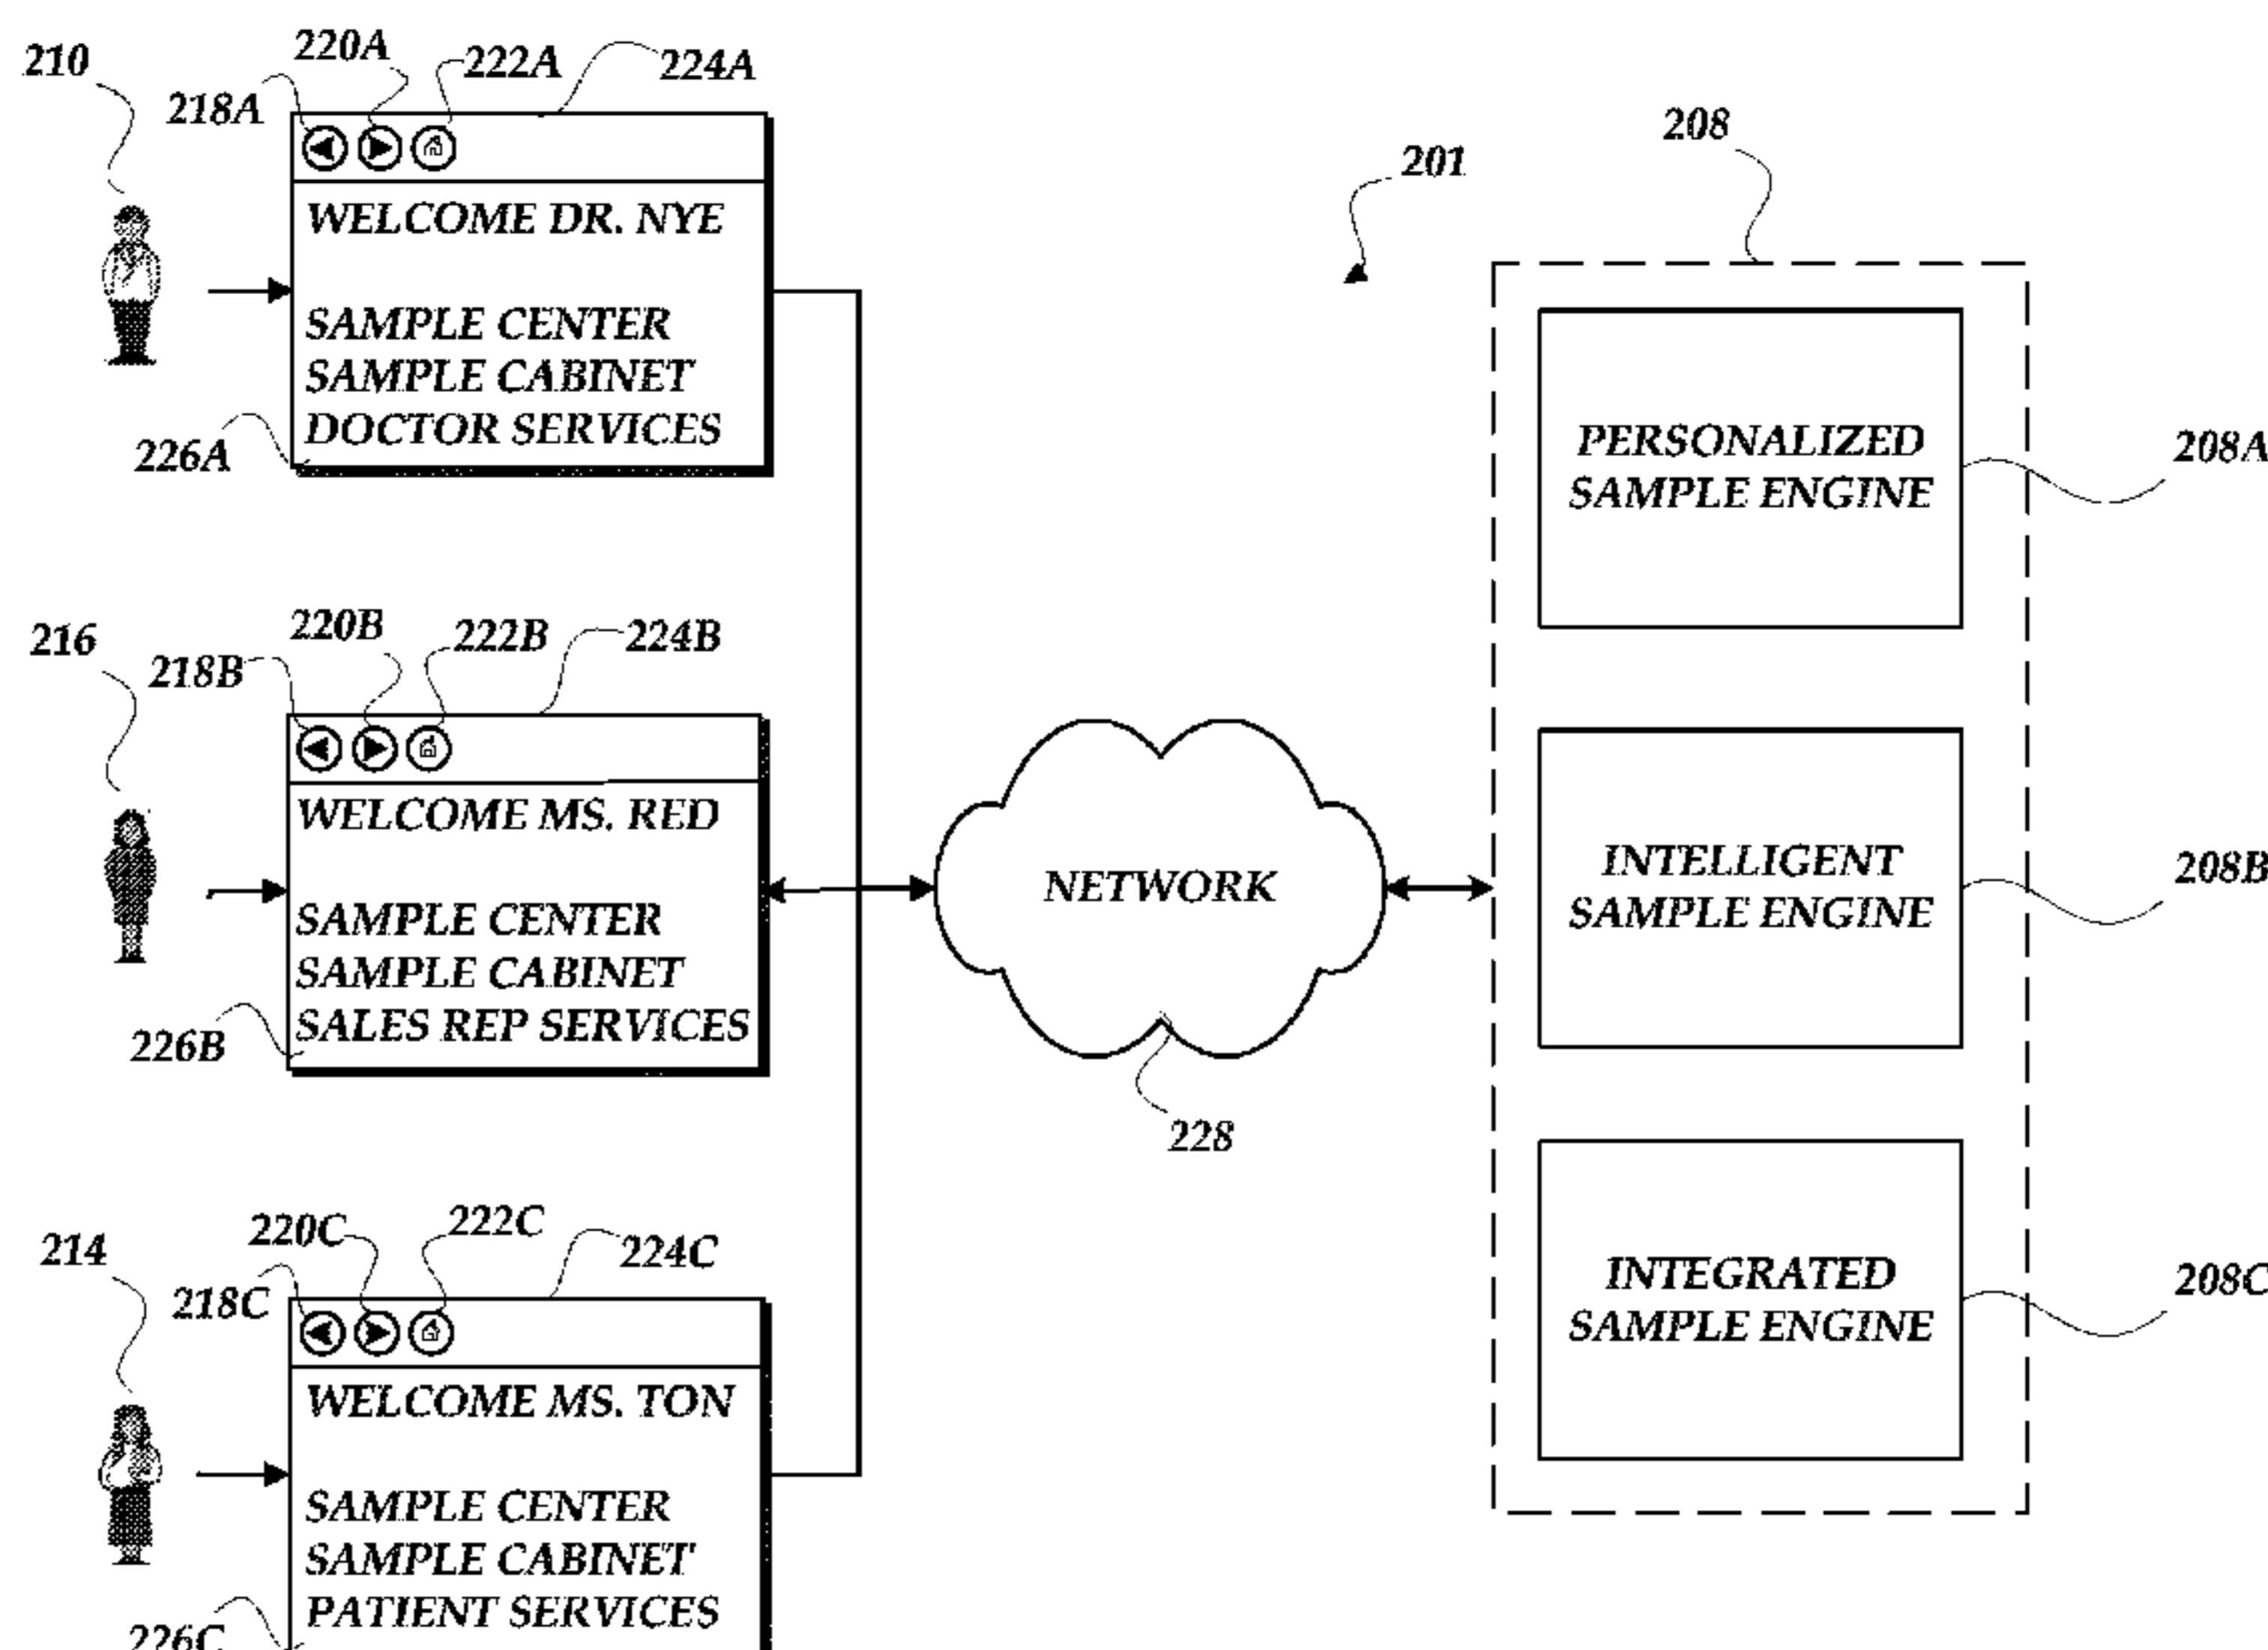 210
220A
222A
224A
218A
WELCOME DR. NYE
SAMPLE CENTER
SAMPLE CABINET
DOCTOR SERVICES
226A
216
220B
222B
224B
218B
WELCOME MS. RED
SAMPLE CENTER
SAMPLE CABINET
SALES REP SERVICES
226B
214
220C
222C
224C
218C
WELCOME MS. TON
SAMPLE CENTER
SAMPLE CABINET
PATIENT SERVICES
226C
NETWORK
228
201
208
PERSONALIZED
SAMPLE ENGINE
208A
INTELLIGENT
SAMPLE ENGINE
208B
INTEGRATED
SAMPLE ENGINE
208C